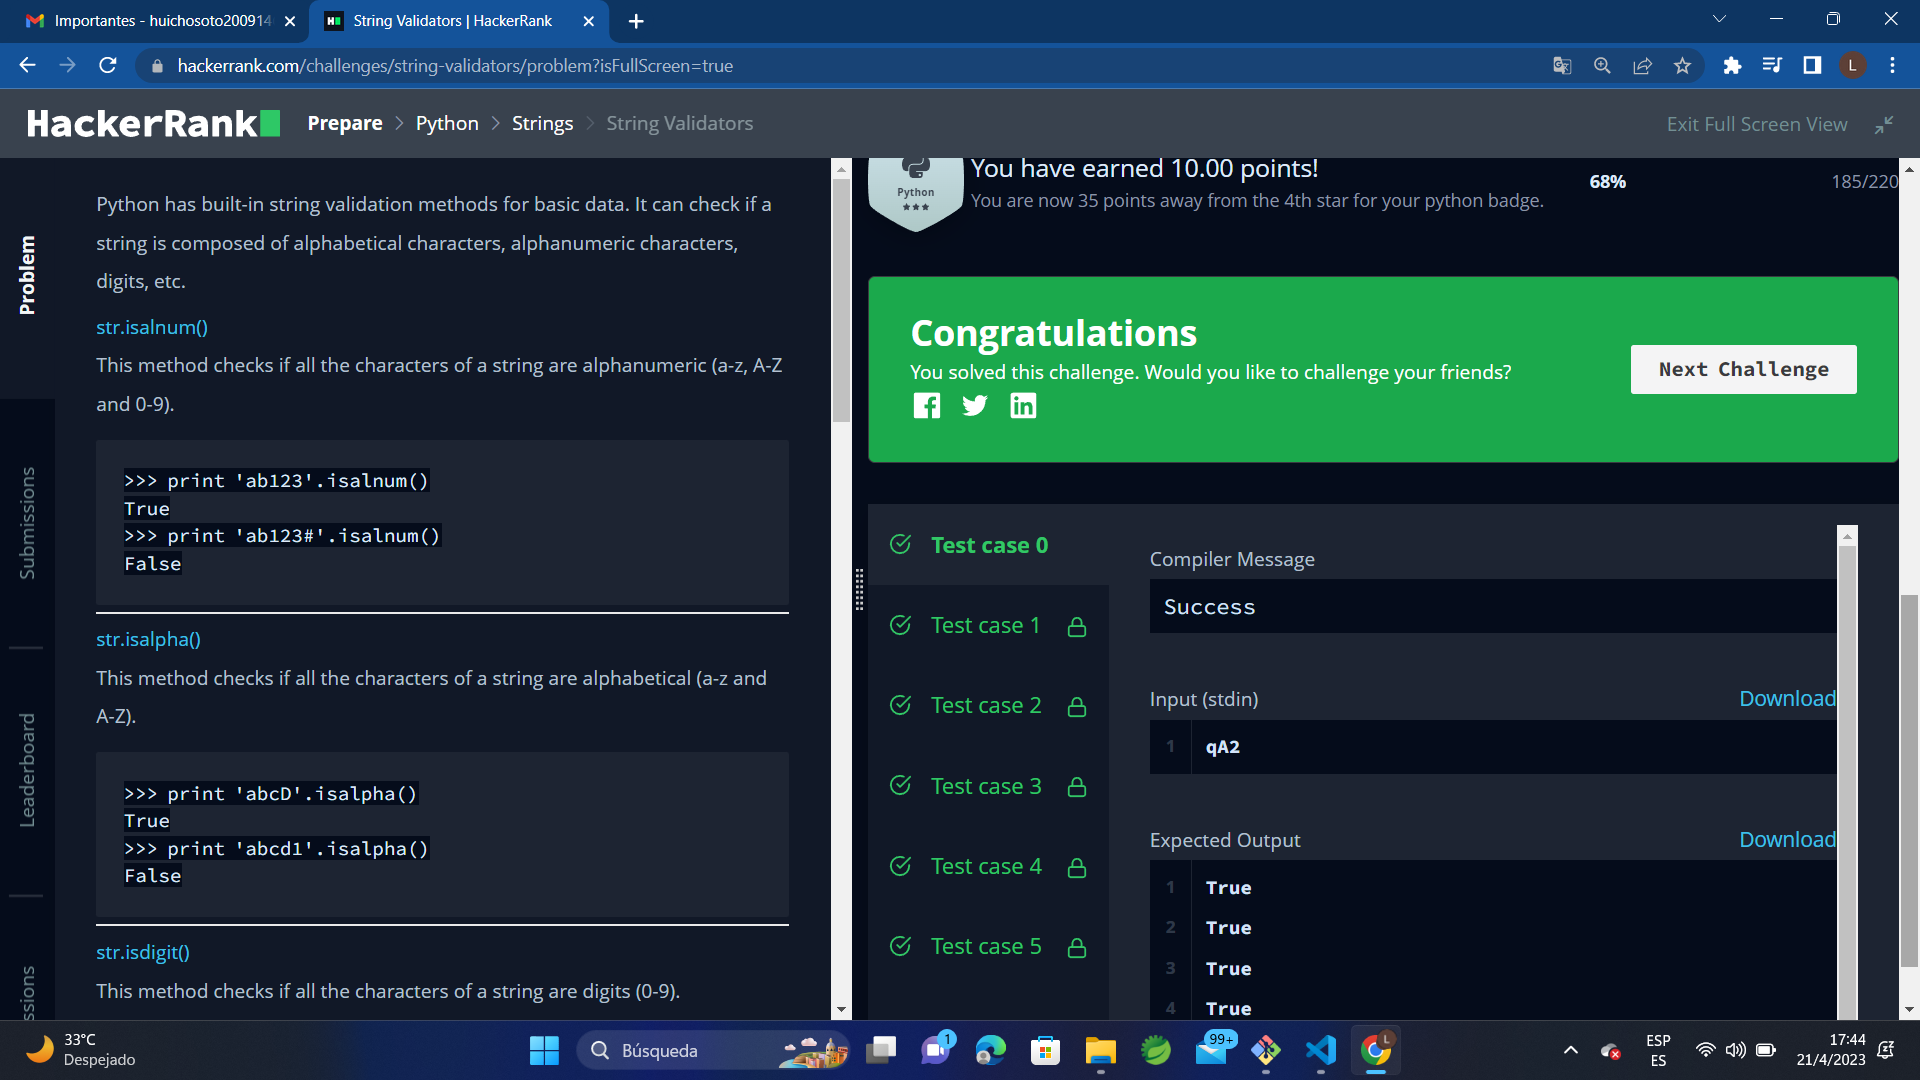 Importantes - huichosoto200914
String Validators | HackerRank
hackerrank.com/challenges/string-validators/problem?isFullScreen=true
L
HackerRank
Prepare > Python > Strings > String Validators
Exit Full Screen View
Problem
Submissions
Leaderboard
ssions
Python has built-in string validation methods for basic data. It can check if a
string is composed of alphabetical characters, alphanumeric characters,
digits, etc.
str.isalnum()
This method checks if all the characters of a string are alphanumeric (a-z, A-Z
and 0-9).
>>> print 'ab123'.isalnum()
True
>>> print 'ab123#'.isalnum()
False
str.isalpha()
This method checks if all the characters of a string are alphabetical (a-z and
A-Z).
>>> print 'abcD'.isalpha()
True
>>> print 'abcd1'.isalpha()
False
str.isdigit()
This method checks if all the characters of a string are digits (0-9).
Python
You have earned 10.00 points!
You are now 35 points away from the 4th star for your python badge.
68%
185/220
Congratulations
You solved this challenge. Would you like to challenge your friends?
Next Challenge
Test case 0
Test case 1
Test case 2
Test case 3
Test case 4
Test case 5
Compiler Message
Success
Input (stdin)
Download
1 qA2
Expected Output
Download
1 True
2 True
3 True
4 True
33°C
Despejado
Búsqueda
1
99+
L
ESP
ES
17:44
21/4/2023